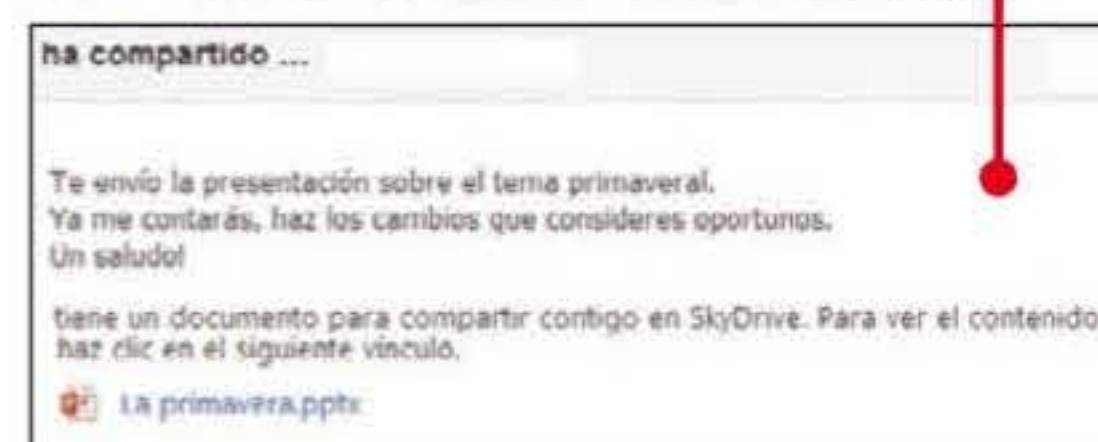 ha compartido ...
Te envío la presentación sobre el tema primaveral.
Ya me contarás, haz los cambios que consideres oportunos.
Un saludo!
tiene un documento para compartir contigo en SkyDrive. Para ver el contenido
haz clic en el siguiente vínculo.
La primavera.pptx